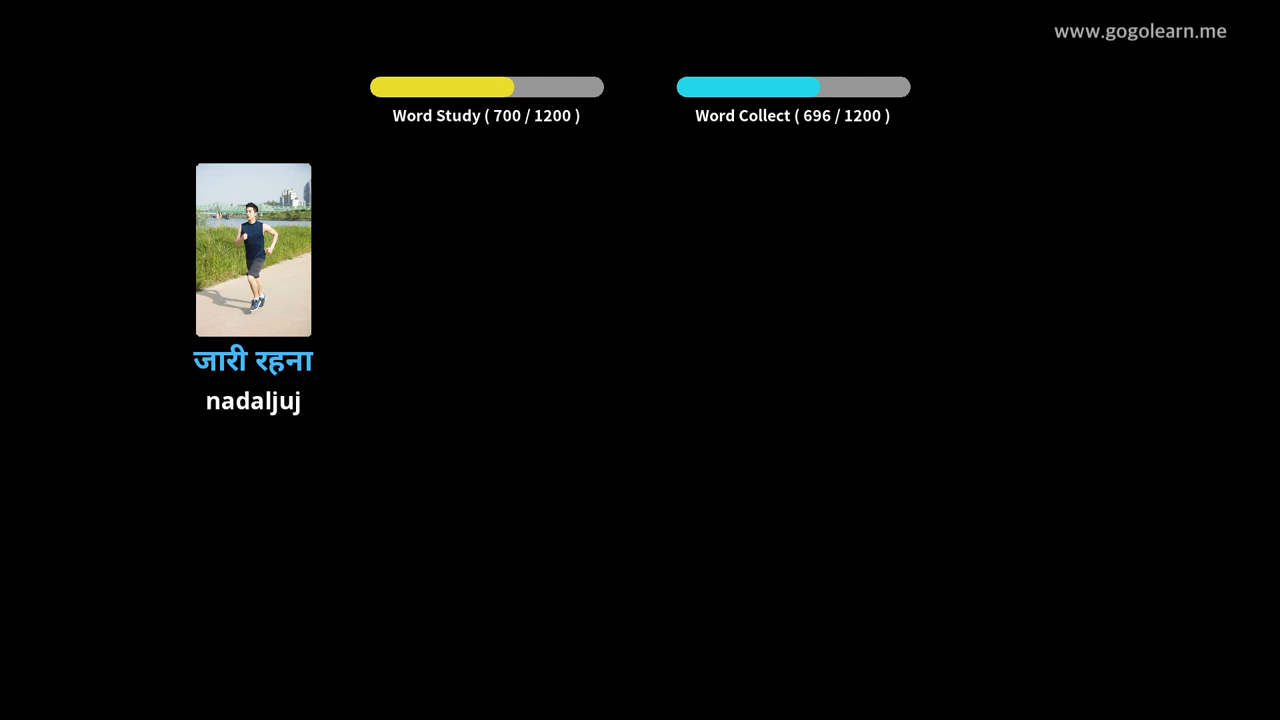 www.gogolearn.me
Word Study ( 700 / 1200 )
Word Collect ( 696 / 1200 )
जारी रहना
nadaljuj